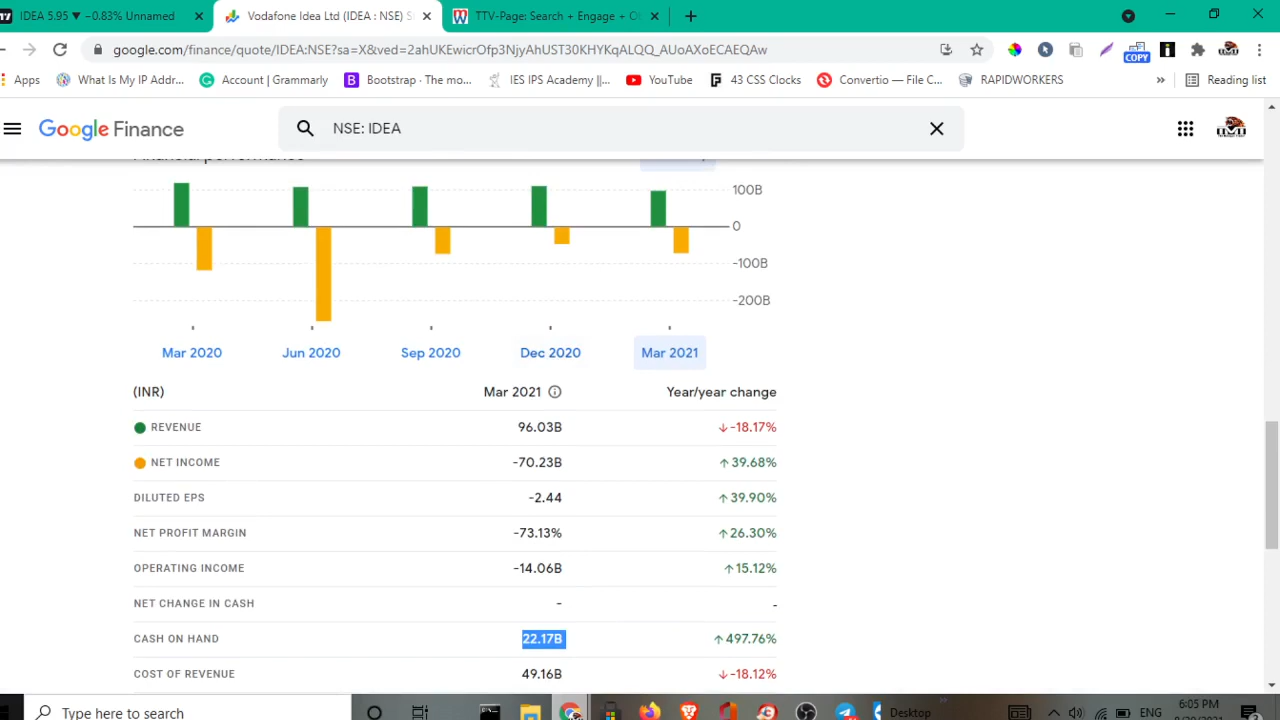 IDEA 5.95 ▼ −0.83% Unnamed
Vodafone Idea Ltd (IDEA : NSE) S
TTV-Page: Search + Engage +
google.com/finance/quote/IDEA:NSE?sa=X&ved=2ahUKEwicrOfp3NjyAhUST30KHYKqALQQ_AUoAXoECAEQAw
COPY
Apps
What Is My IP Addr...
Account | Grammarly
Bootstrap · The mo...
IES IPS Academy ||...
YouTube
43 CSS Clocks
Convertio — File C...
RAPIDWORKERS
»
Reading list
Google Finance
NSE: IDEA
Financial performance
100B
0
-100B
-200B
Mar 2020
Jun 2020
Sep 2020
Dec 2020
Mar 2021
(INR) Mar 2021 Year/year change
REVENUE 96.03B ↓-18.17%
NET INCOME -70.23B ↑39.68%
DILUTED EPS -2.44 ↑39.90%
NET PROFIT MARGIN -73.13% ↑26.30%
OPERATING INCOME -14.06B ↑15.12%
NET CHANGE IN CASH - -
CASH ON HAND 22.17B ↑497.76%
COST OF REVENUE 49.16B ↓-18.12%
Type here to search
Desktop
»
ENG
6:05 PM